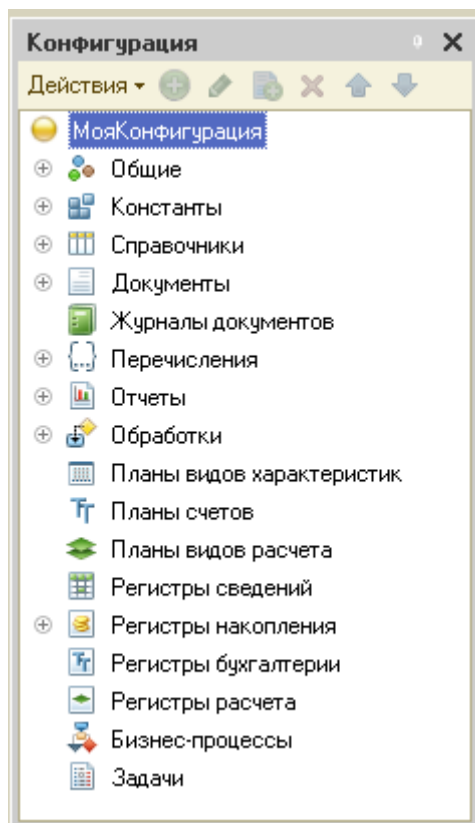 Конфигурация
Действия
МояКонфигурация
Общие
Константы
Справочники
Документы
Журналы документов
Перечисления
Отчеты
Обработки
Планы видов характеристик
Планы счетов
Планы видов расчета
Регистры сведений
Регистры накопления
Регистры бухгалтерии
Регистры расчета
Бизнес-процессы
Задачи